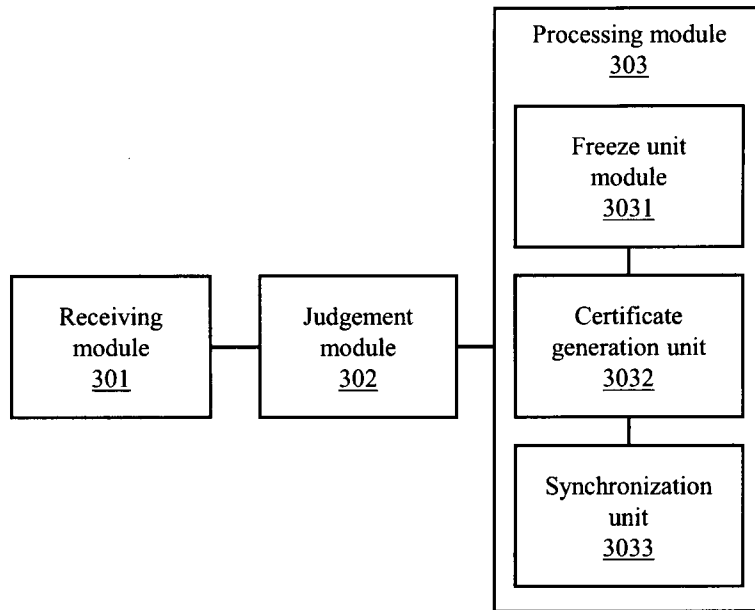 Processing module
303
Freeze unit
module
3031
Receiving
module
301
Judgement
module
302
Certificate
generation unit
3032
Synchronization
unit
3033